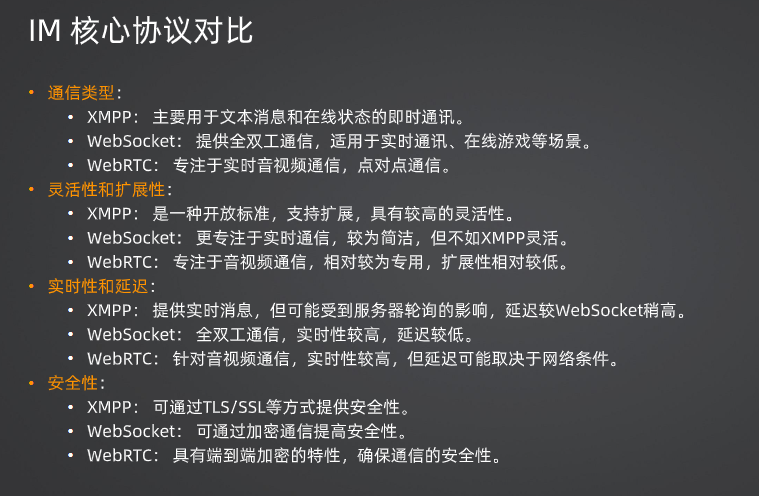 IM 核心协议对比
• 通信类型：
• XMPP： 主要用于文本消息和在线状态的即时通讯。
• WebSocket： 提供全双工通信，适用于实时通讯、在线游戏等场景。
• WebRTC： 专注于实时音视频通信，点对点通信。
• 灵活性和扩展性：
• XMPP： 是一种开放标准，支持扩展，具有较高的灵活性。
• WebSocket： 更专注于实时通信，较为简洁，但不如XMPP灵活。
• WebRTC： 专注于音视频通信，相对较为专用，扩展性相对较低。
• 实时性和延迟：
• XMPP： 提供实时消息，但可能受到服务器轮询的影响，延迟较WebSocket稍高。
• WebSocket： 全双工通信，实时性较高，延迟较低。
• WebRTC： 针对音视频通信，实时性较高，但延迟可能取决于网络条件。
• 安全性：
• XMPP： 可通过TLS/SSL等方式提供安全性。
• WebSocket： 可通过加密通信提高安全性。
• WebRTC： 具有端到端加密的特性，确保通信的安全性。